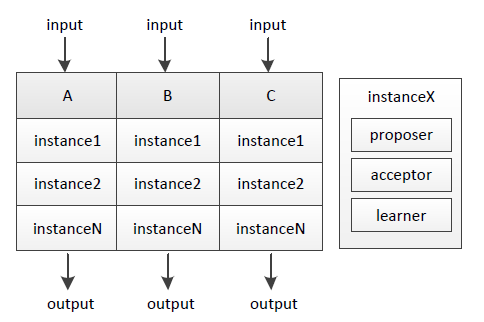 input input input
A B C
instance1 instance1 instance1
instance2 instance2 instance2
instanceN instanceN instanceN
output output output
instanceX
proposer
acceptor
learner